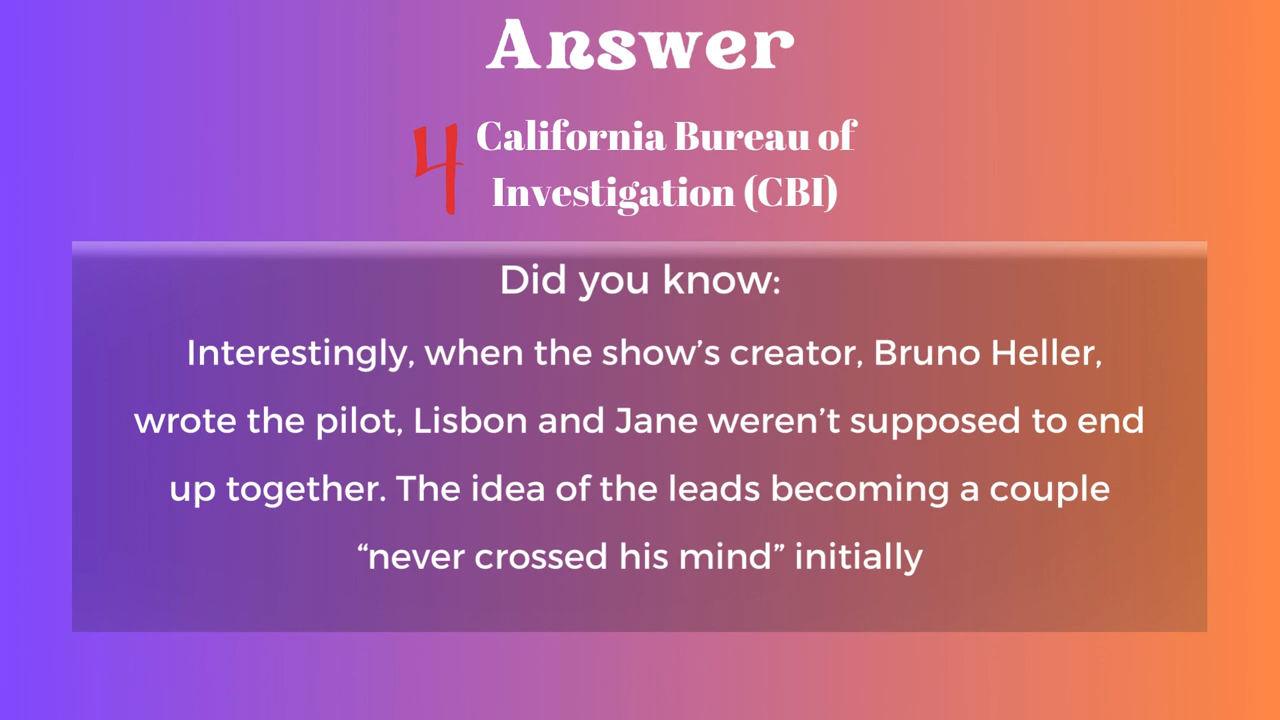 Answer
4
California Bureau of
Investigation (CBI)
Did you know:
Interestingly, when the show’s creator, Bruno Heller,
wrote the pilot, Lisbon and Jane weren’t supposed to end
up together. The idea of the leads becoming a couple
“never crossed his mind” initially